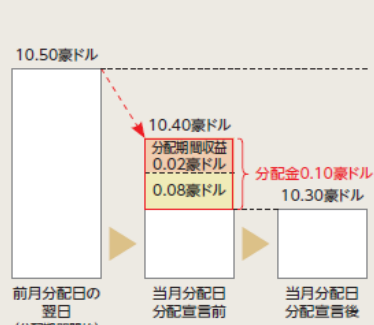 10.50豪ドル
10.40豪ドル
分配期間収益
0.02豪ドル
0.08豪ドル
分配金0.10豪ドル
10.30豪ドル
前月分配日の
翌日
当月分配日
分配宣言前
当月分配日
分配宣言後